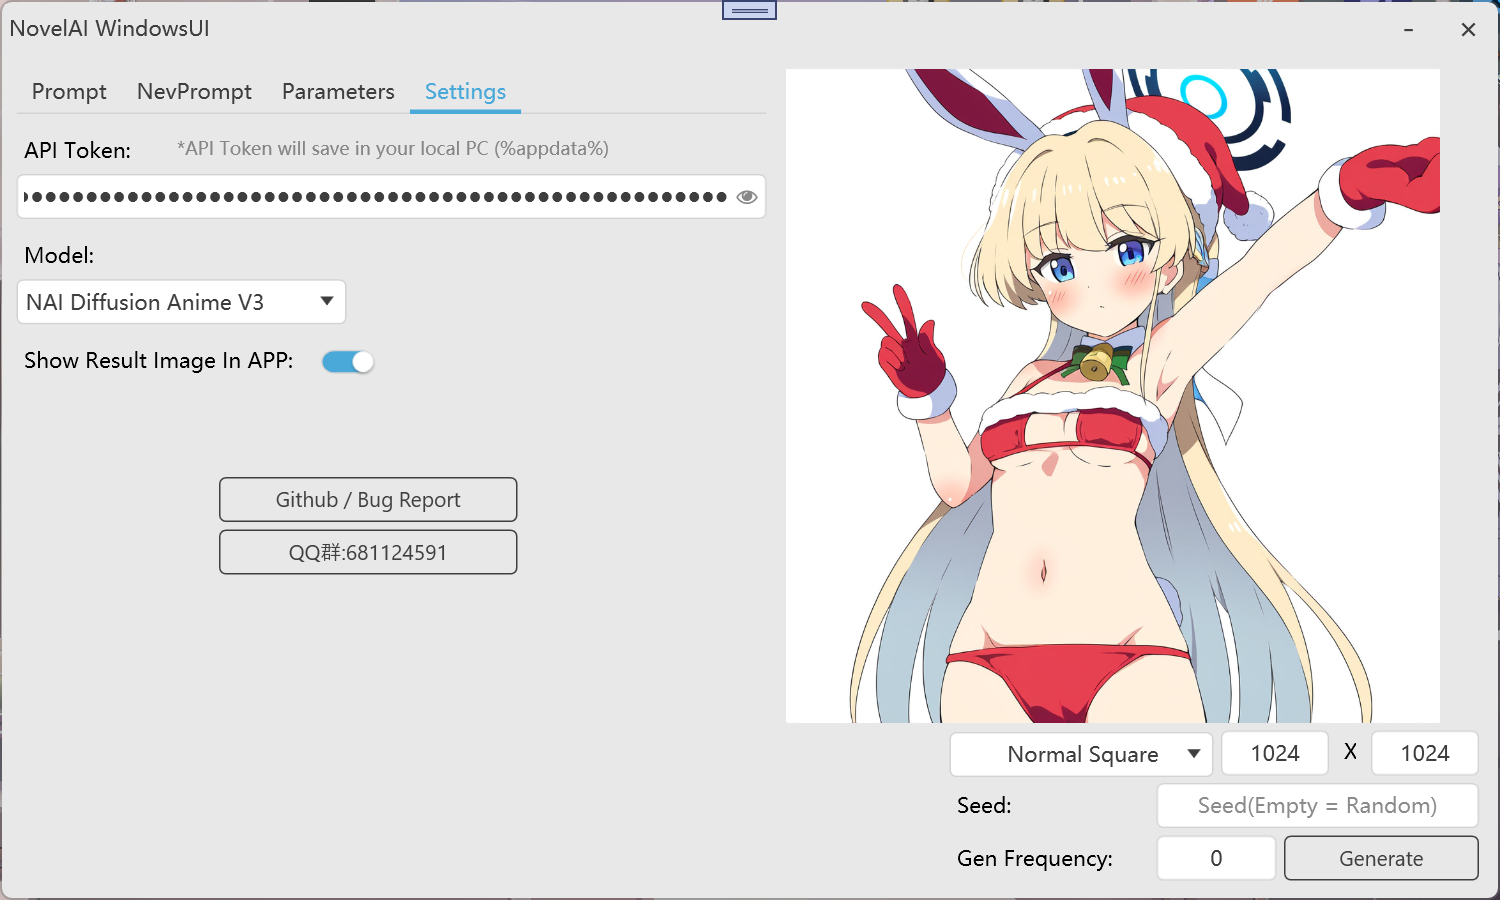 NovelAI WindowsUI
Prompt NevPrompt Parameters Settings
API Token: *API Token will save in your local PC (%appdata%)
Model:
NAI Diffusion Anime V3
Show Result Image In APP:
Github / Bug Report
QQ群:681124591
Normal Square 1024 X 1024
Seed: Seed(Empty = Random)
Gen Frequency: 0 Generate